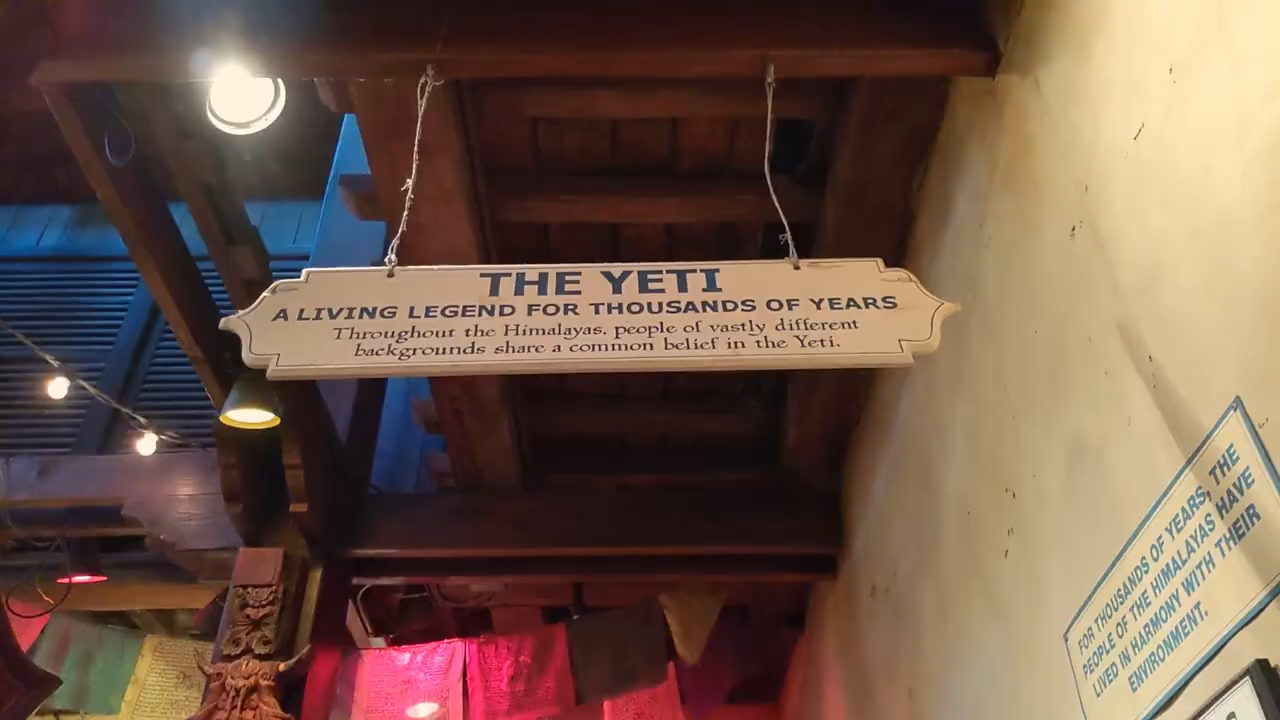 THE YETI
A LIVING LEGEND FOR THOUSANDS OF YEARS
Throughout the Himalayas, people of vastly different
backgrounds share a common belief in the Yeti.
FOR THOUSANDS OF YEARS, THE
PEOPLE OF THE HIMALAYAS HAVE
LIVED IN HARMONY WITH THEIR
ENVIRONMENT.